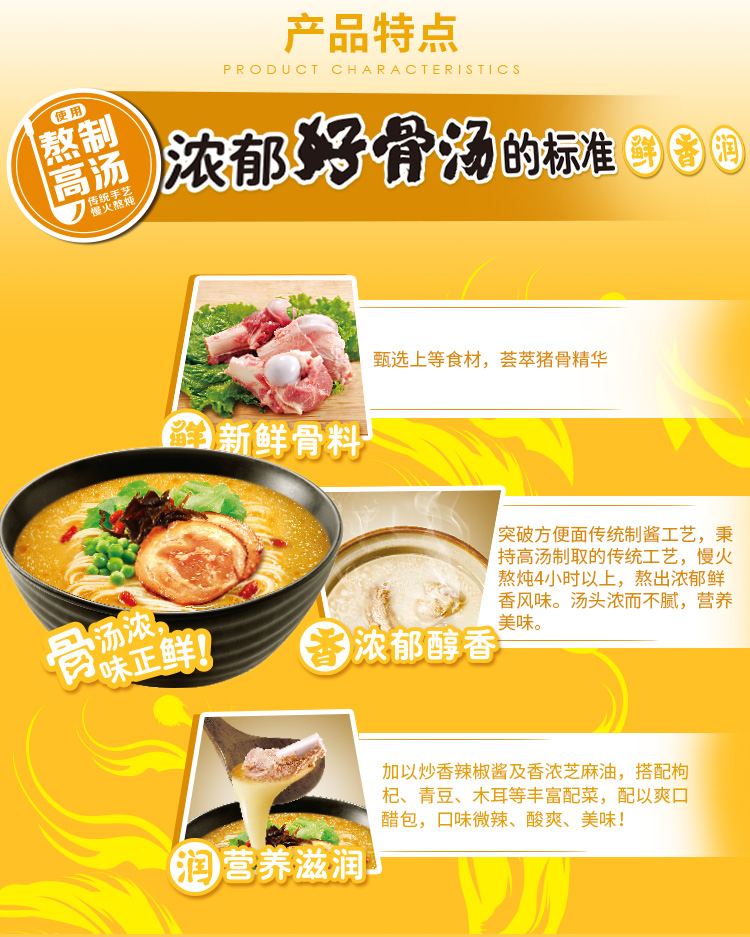 产品特点
PRODUCT CHARACTERISTICS
使用
熬制
高汤
传统手艺
慢火熬炖
浓郁好骨汤的标准 鲜 香 润
甄选上等食材，荟萃猪骨精华
鲜 新鲜骨料
突破方便面传统制酱工艺，秉
持高汤制取的传统工艺，慢火
熬炖4小时以上，熬出浓郁鲜
香风味。汤头浓而不腻，营养
美味。
骨汤浓，
味正鲜！
香 浓郁醇香
加以炒香辣椒酱及香浓芝麻油，搭配枸
杞、青豆、木耳等丰富配菜，配以爽口
醋包，口味微辣、酸爽、美味！
润 营养滋润